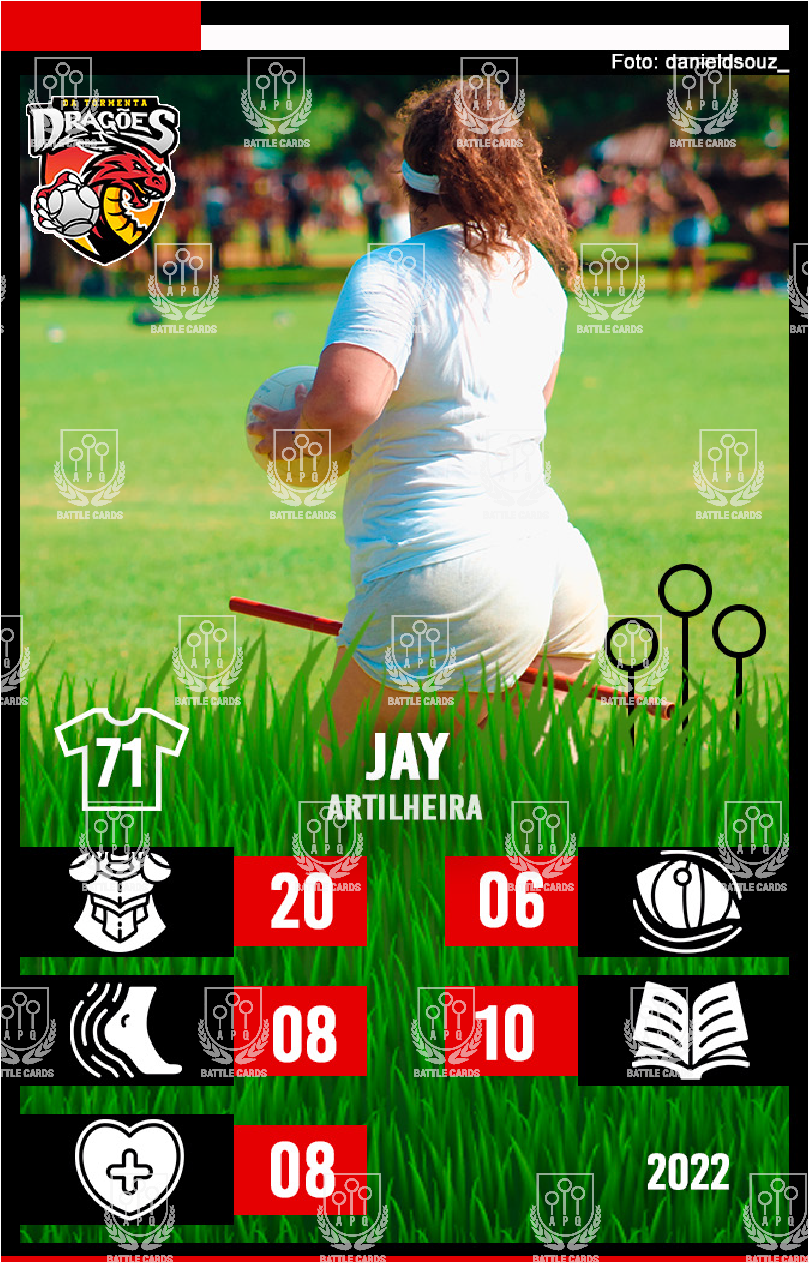 Foto: danieldsouz_
DA TORMENTA
DRAGÕES
71
JAY
ARTILHEIRA
20
06
08
10
08
2022
APQ
BATTLE CARDS